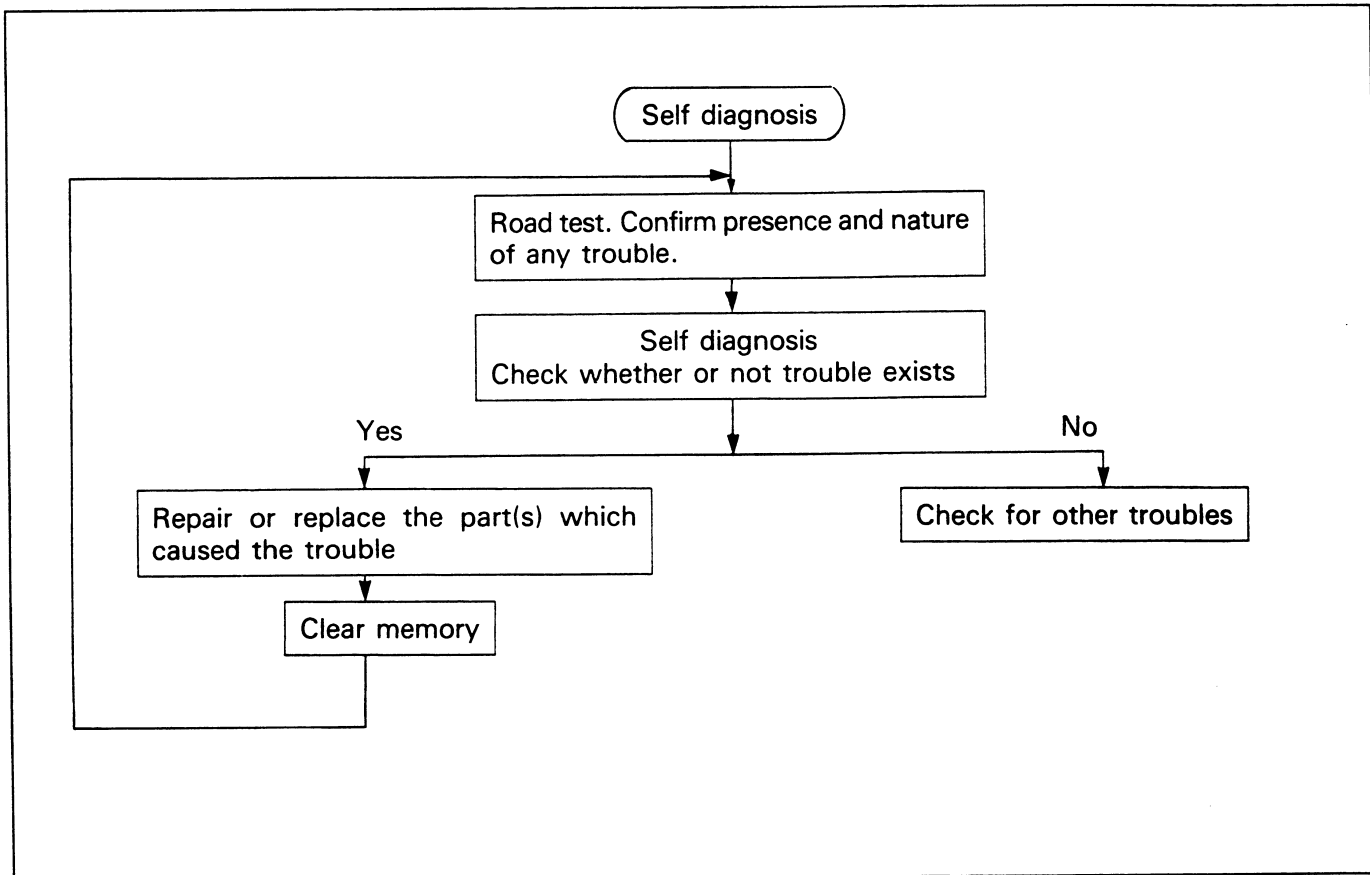 Self diagnosis
Road test. Confirm presence and nature
of any trouble.
Self diagnosis
Check whether or not trouble exists
Yes
No
Repair or replace the part(s) which
caused the trouble
Check for other troubles
Clear memory